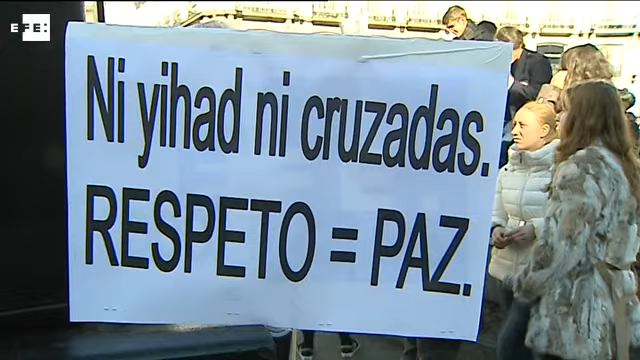 EFE:
Ni yihad ni cruzadas.
RESPETO = PAZ.